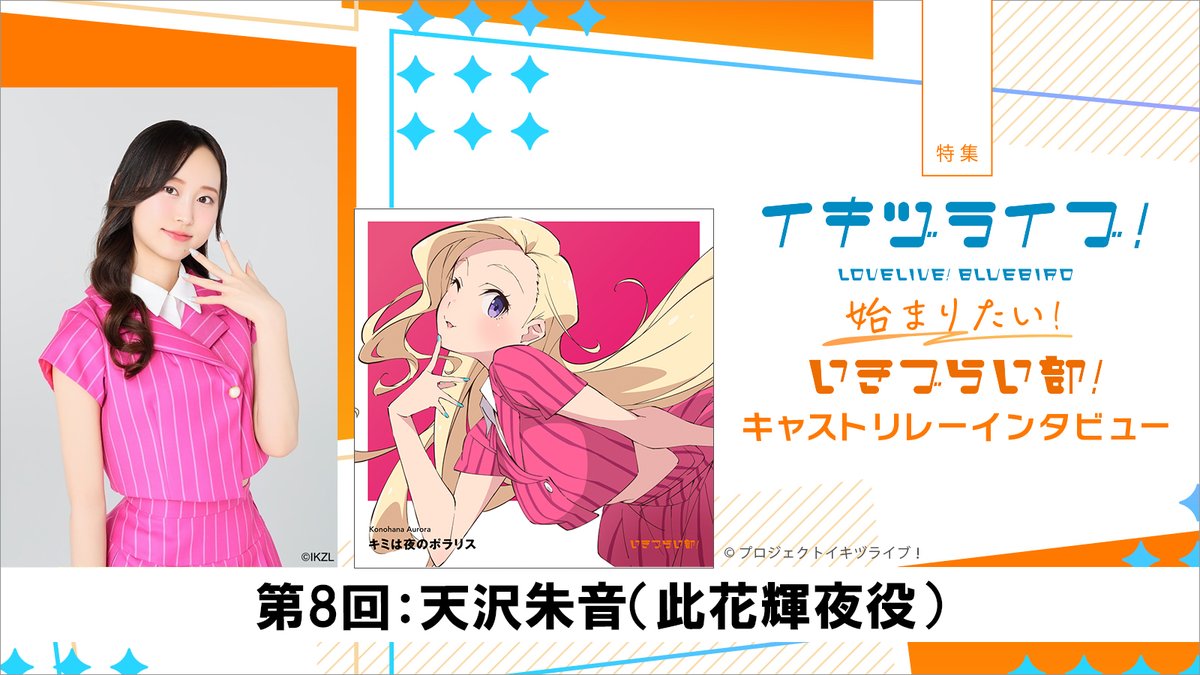 特集
イキヅライブ！
LOVELIVE! BLUEBIRD
始まりたい！
いきづらい部！
キャストリレーインタビュー
©IKZL
Konohana Aurora
キミは夜のポラリス
いきづらい部！
© プロジェクトイキヅライブ！
第8回：天沢朱音（此花輝夜役）